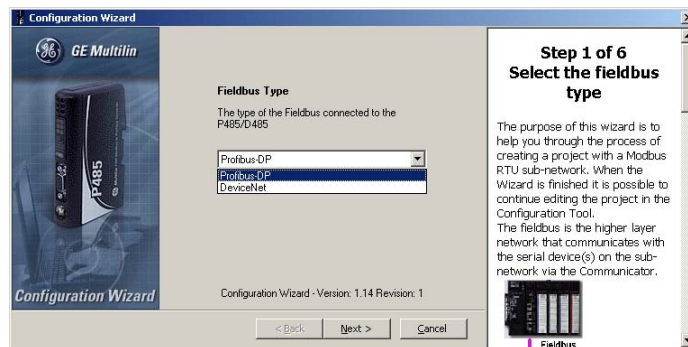 Configuration Wizard
GE Multilin
P485
Configuration Wizard
Fieldbus Type
The type of the Fieldbus connected to the
P485/D485
Profibus-DP
Profibus-DP
DeviceNet
Configuration Wizard - Version: 1.14 Revision: 1
< Back
Next >
Cancel
Step 1 of 6
Select the fieldbus
type
The purpose of this wizard is to
help you through the process of
creating a project with a Modbus
RTU sub-network. When the
Wizard is finished it is possible to
continue editing the project in the
Configuration Tool.
The fieldbus is the higher layer
network that communicates with
the serial device(s) on the sub-
network via the Communicator.
Fieldbus